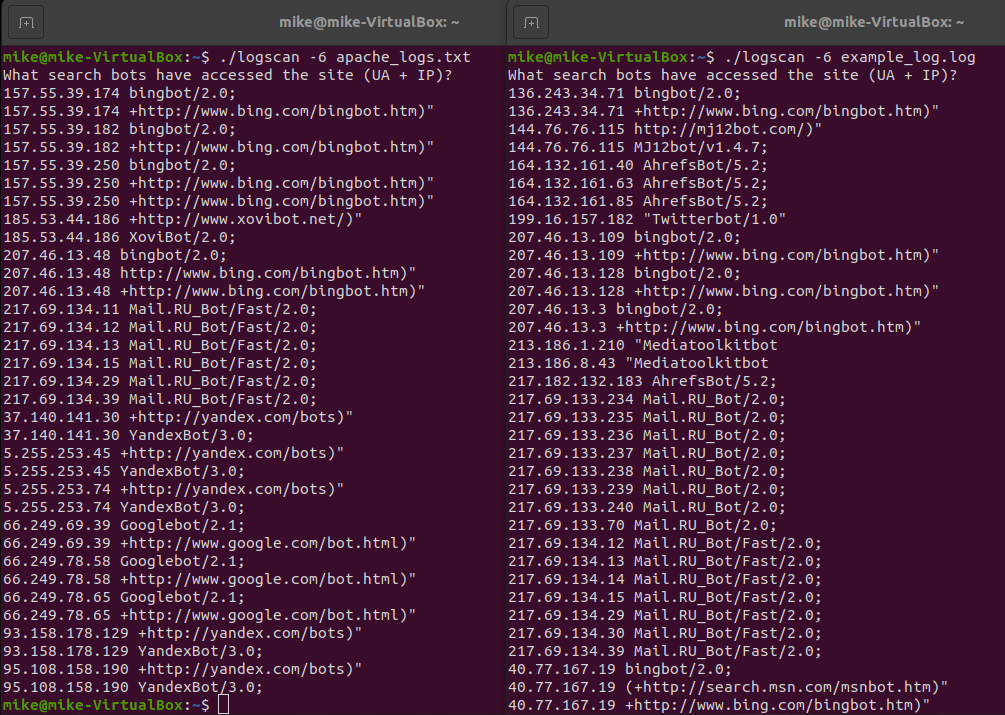 mike@mike-VirtualBox: ~
mike@mike-VirtualBox:~$ ./logscan -6 apache_logs.txt
What search bots have accessed the site (UA + IP)?
157.55.39.174 bingbot/2.0;
157.55.39.174 +http://www.bing.com/bingbot.htm)"
157.55.39.182 bingbot/2.0;
157.55.39.182 +http://www.bing.com/bingbot.htm)"
157.55.39.250 bingbot/2.0;
157.55.39.250 +http://www.bing.com/bingbot.htm)"
157.55.39.250 +http://www.bing.com/bingbot.htm)"
185.53.44.186 +http://www.xovibot.net/)"
185.53.44.186 XoviBot/2.0;
207.46.13.48 bingbot/2.0;
207.46.13.48 http://www.bing.com/bingbot.htm)"
207.46.13.48 +http://www.bing.com/bingbot.htm)"
217.69.134.11 Mail.RU_Bot/Fast/2.0;
217.69.134.12 Mail.RU_Bot/Fast/2.0;
217.69.134.13 Mail.RU_Bot/Fast/2.0;
217.69.134.15 Mail.RU_Bot/Fast/2.0;
217.69.134.29 Mail.RU_Bot/Fast/2.0;
217.69.134.39 Mail.RU_Bot/Fast/2.0;
37.140.141.30 +http://yandex.com/bots)"
37.140.141.30 YandexBot/3.0;
5.255.253.45 +http://yandex.com/bots)"
5.255.253.45 YandexBot/3.0;
5.255.253.74 +http://yandex.com/bots)"
5.255.253.74 YandexBot/3.0;
66.249.69.39 Googlebot/2.1;
66.249.69.39 +http://www.google.com/bot.html)"
66.249.78.58 Googlebot/2.1;
66.249.78.58 +http://www.google.com/bot.html)"
66.249.78.65 Googlebot/2.1;
66.249.78.65 +http://www.google.com/bot.html)"
93.158.178.129 +http://yandex.com/bots)"
93.158.178.129 YandexBot/3.0;
95.108.158.190 +http://yandex.com/bots)"
95.108.158.190 YandexBot/3.0;
mike@mike-VirtualBox:~$
mike@mike-VirtualBox: ~
mike@mike-VirtualBox:~$ ./logscan -6 example_log.log
What search bots have accessed the site (UA + IP)?
136.243.34.71 bingbot/2.0;
136.243.34.71 +http://www.bing.com/bingbot.htm)"
144.76.76.115 http://mj12bot.com/)"
144.76.76.115 MJ12bot/v1.4.7;
164.132.161.40 AhrefsBot/5.2;
164.132.161.63 AhrefsBot/5.2;
164.132.161.85 AhrefsBot/5.2;
199.16.157.182 "Twitterbot/1.0"
207.46.13.109 bingbot/2.0;
207.46.13.109 +http://www.bing.com/bingbot.htm)"
207.46.13.128 bingbot/2.0;
207.46.13.128 +http://www.bing.com/bingbot.htm)"
207.46.13.3 bingbot/2.0;
207.46.13.3 +http://www.bing.com/bingbot.htm)"
213.186.1.210 "Mediatoolkitbot
213.186.8.43 "Mediatoolkitbot
217.182.132.183 AhrefsBot/5.2;
217.69.133.234 Mail.RU_Bot/2.0;
217.69.133.235 Mail.RU_Bot/2.0;
217.69.133.236 Mail.RU_Bot/2.0;
217.69.133.237 Mail.RU_Bot/2.0;
217.69.133.238 Mail.RU_Bot/2.0;
217.69.133.239 Mail.RU_Bot/2.0;
217.69.133.240 Mail.RU_Bot/2.0;
217.69.133.70 Mail.RU_Bot/2.0;
217.69.134.12 Mail.RU_Bot/Fast/2.0;
217.69.134.13 Mail.RU_Bot/Fast/2.0;
217.69.134.14 Mail.RU_Bot/Fast/2.0;
217.69.134.15 Mail.RU_Bot/Fast/2.0;
217.69.134.29 Mail.RU_Bot/Fast/2.0;
217.69.134.30 Mail.RU_Bot/Fast/2.0;
217.69.134.39 Mail.RU_Bot/Fast/2.0;
40.77.167.19 bingbot/2.0;
40.77.167.19 (+http://search.msn.com/msnbot.htm)"
40.77.167.19 +http://www.bing.com/bingbot.htm)"